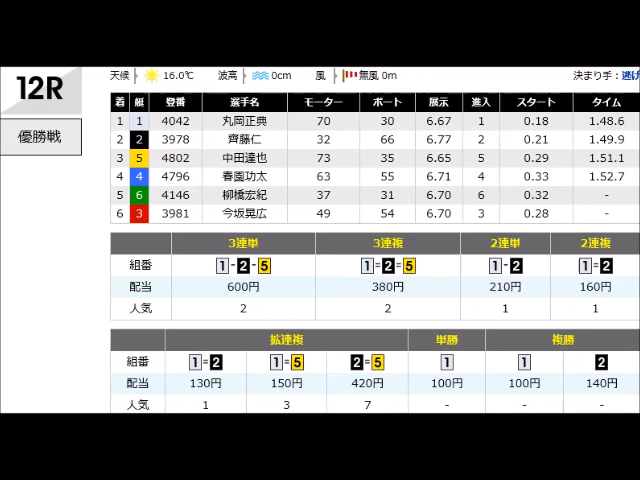 12R
優勝戦
天候 16.0℃ 波高 0cm 風 無風 0m 決まり手：逃げ
着 艇 登番 選手名 モーター ボート 展示 進入 スタート タイム
1 1 4042 丸岡正典 70 30 6.67 1 0.18 1.48.6
2 2 3978 齊藤仁 32 66 6.77 2 0.21 1.49.9
3 5 4802 中田達也 73 35 6.65 5 0.29 1.51.1
4 4 4796 春園功太 63 55 6.71 4 0.33 1.52.7
5 6 4146 柳橋宏紀 37 31 6.70 6 0.32 -
6 3 3981 今坂晃広 49 54 6.70 3 0.28 -
3連単 3連複 2連単 2連複
組番 1-2-5 1=2=5 1-2 1=2
配当 600円 380円 210円 160円
人気 2 2 1 1
拡連複 単勝 複勝
組番 1=2 1=5 2=5 1 1 2
配当 130円 150円 420円 100円 100円 140円
人気 1 3 7 - - -